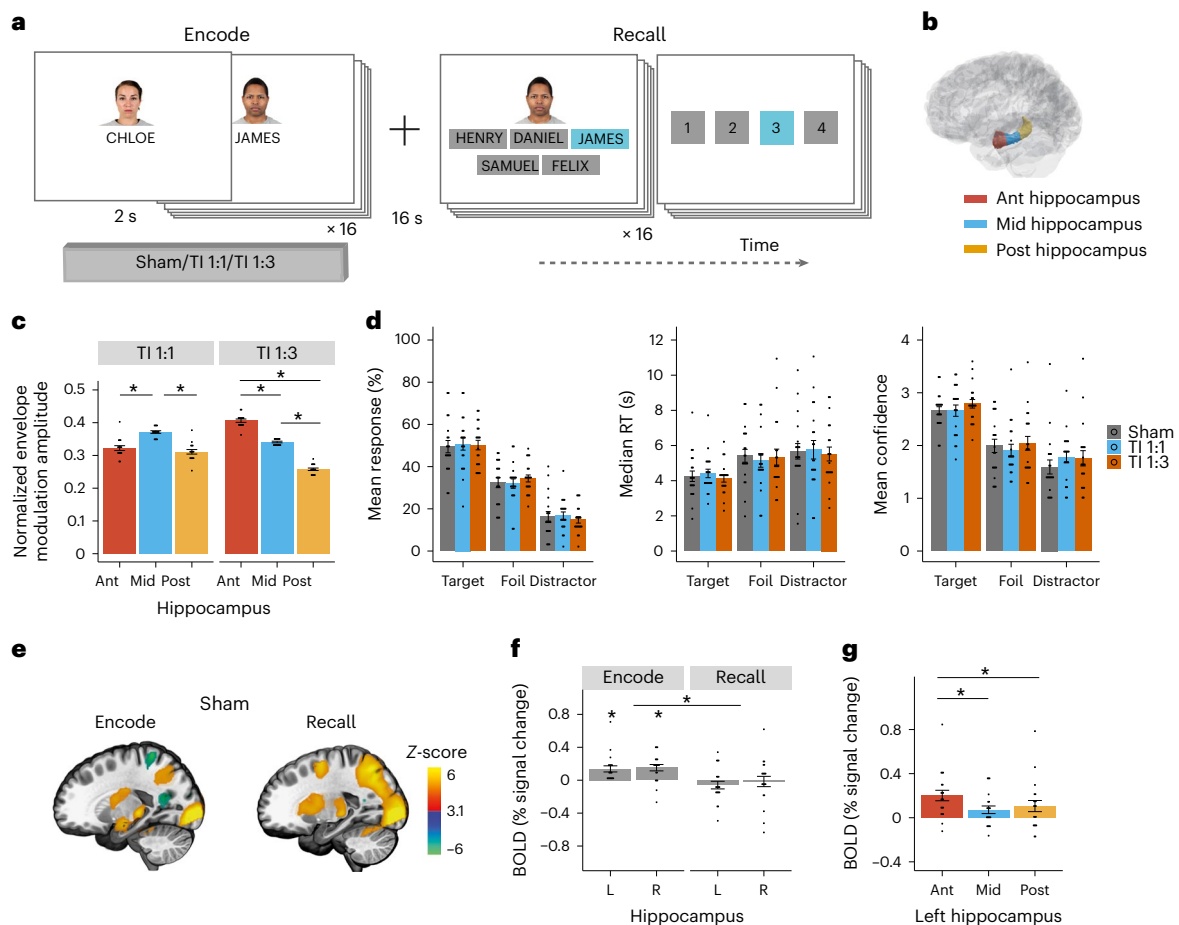 a
Encode
Recall
CHLOE
JAMES
2 s
× 16
Sham/TI 1:1/TI 1:3
16 s
HENRY DANIEL JAMES
SAMUEL FELIX
× 16
1 2 3 4
Time
b
Ant hippocampus
Mid hippocampus
Post hippocampus
c
TI 1:1 TI 1:3
Normalized envelope
modulation amplitude
0.5
0.4
0.3
0.2
0.1
0
* * * * *
Ant Mid Post Ant Mid Post
Hippocampus
d
Mean response (%)
100
80
60
40
20
0
Target Foil Distractor
Median RT (s)
12
10
8
6
4
2
0
Target Foil Distractor
Mean confidence
4
3
2
1
0
Target Foil Distractor
Sham
TI 1:1
TI 1:3
e
Sham
Encode Recall
Z-score
6
3.1
–6
f
Encode Recall
BOLD (% signal change)
0.8
0.4
0
–0.4
–0.8
* * *
L R L R
Hippocampus
g
BOLD (% signal change)
0.8
0.4
0
–0.4
* *
Ant Mid Post
Left hippocampus